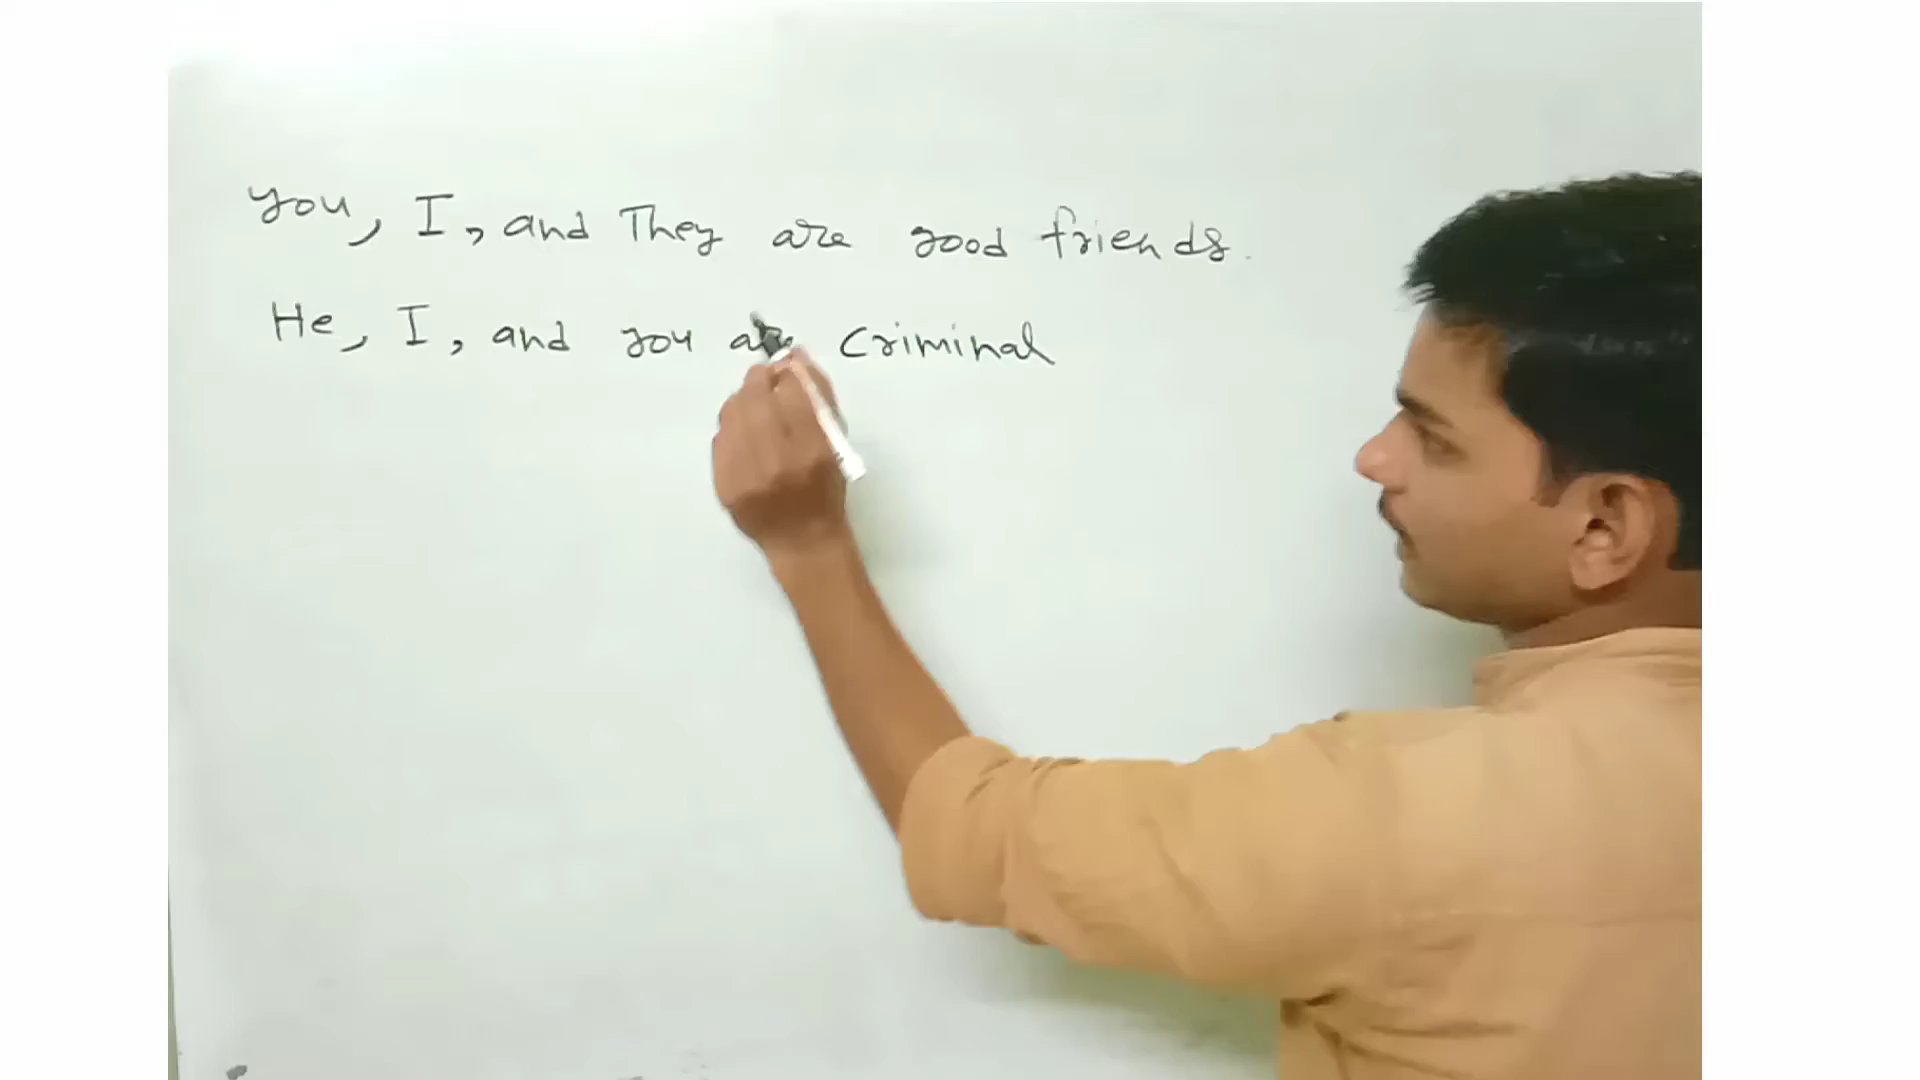 you, I, and They are good friends.
He, I, and you are Criminal